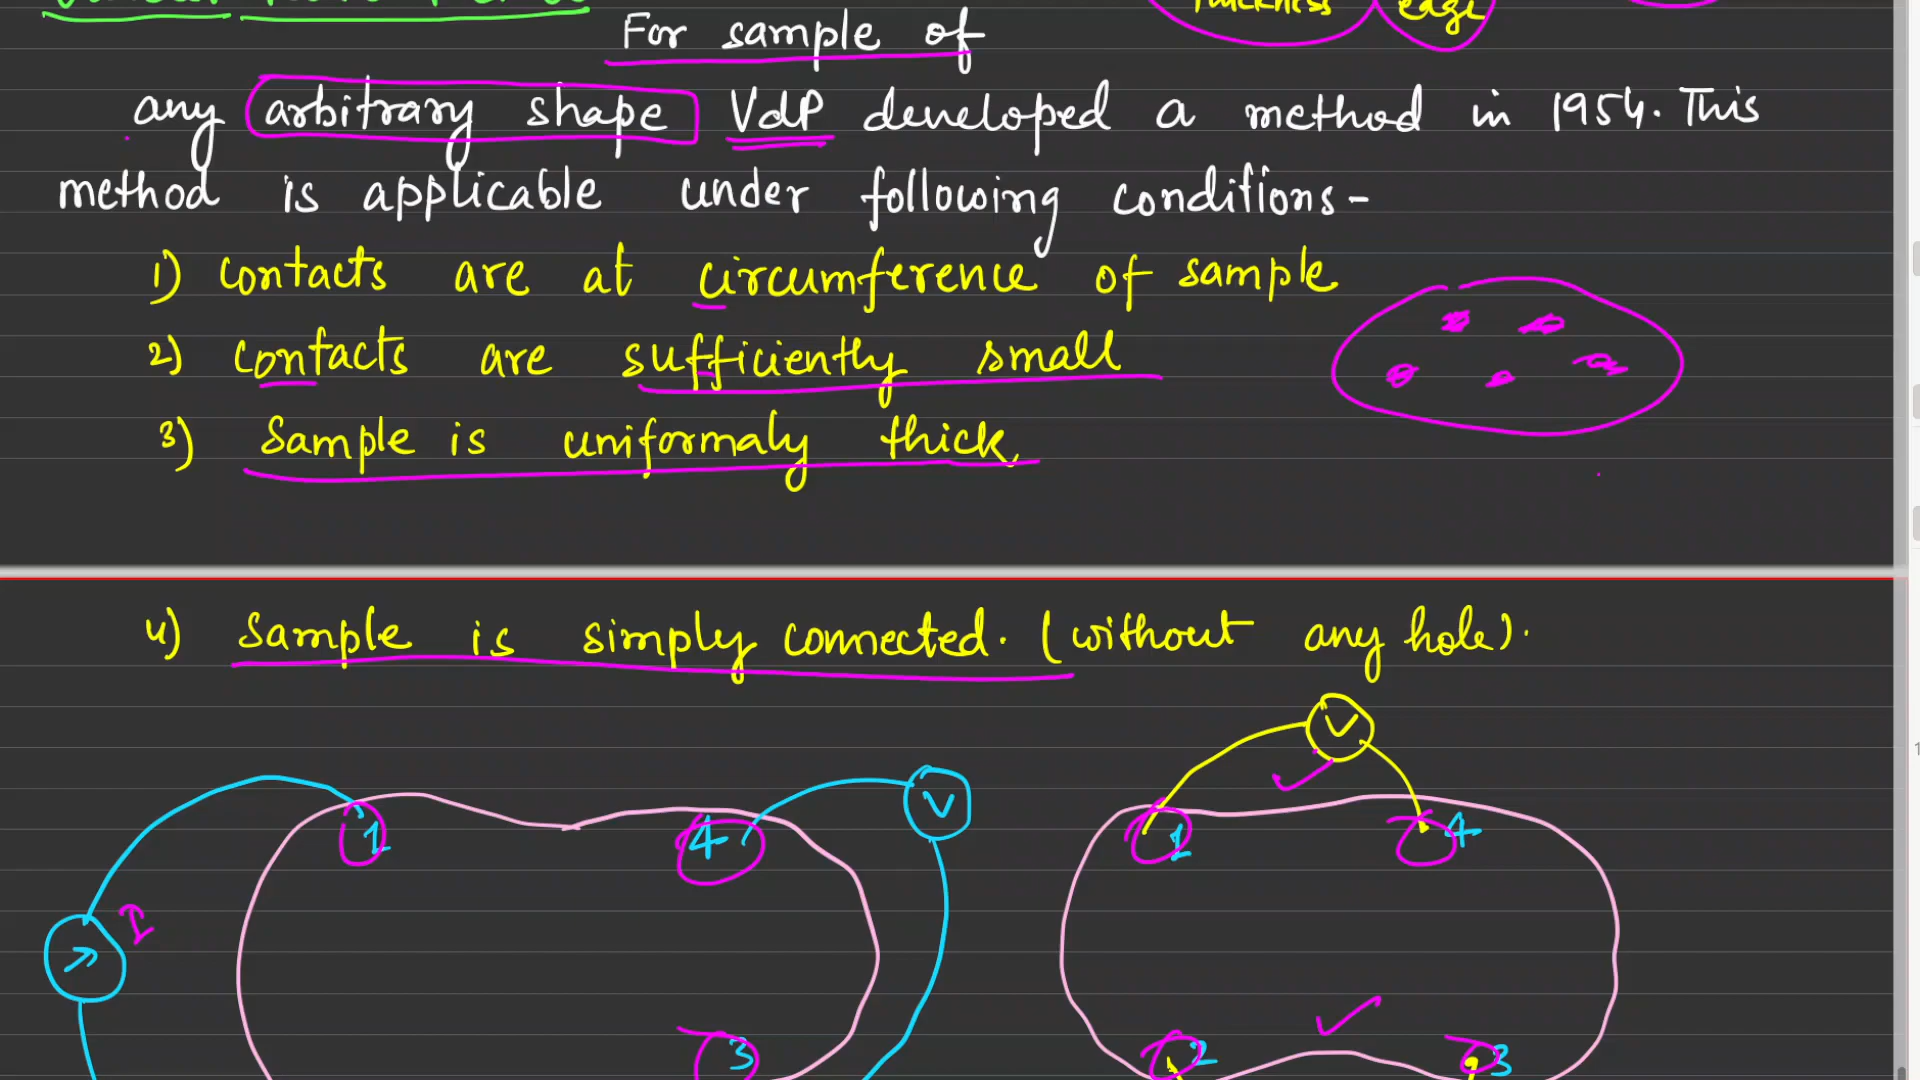 thickness edge
For sample of
any arbitrary shape VdP developed a method in 1954. This
method is applicable under following conditions-
1) contacts are at circumference of sample
2) contacts are sufficiently small
3) Sample is uniformaly thick,
4) Sample is simply connected. (without any hole).
V
V
1 4 1 4
I
3 2 3